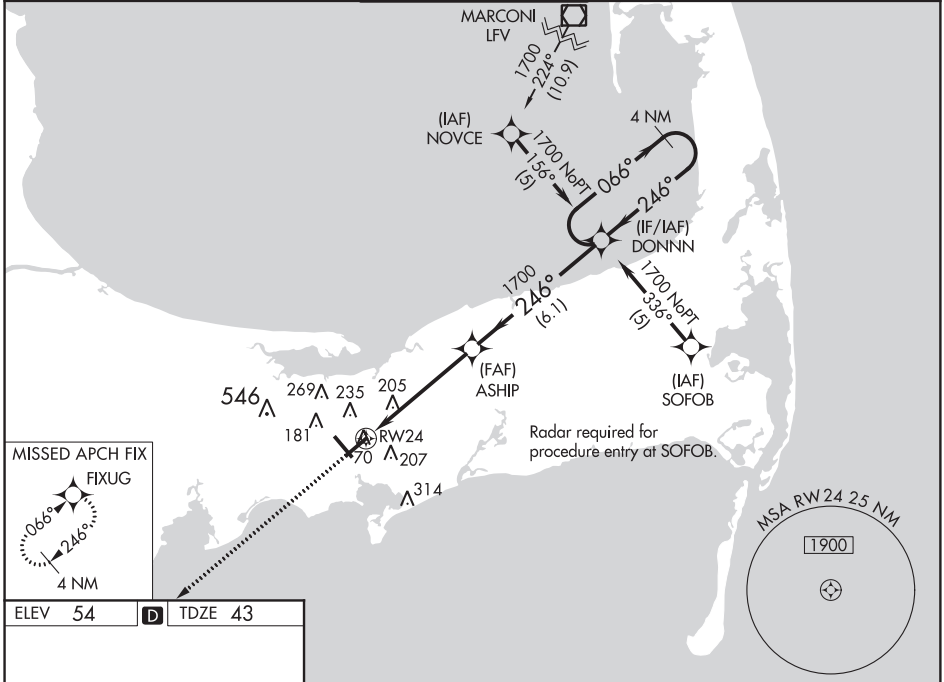 MARCONI
LFV
1700
224°
(10.9)
(IAF)
NOVCE
4 NM
1700 NoPT
156°
(5)
066°
246°
(IF/IAF)
DONNN
1700
246°
(6.1)
1700 NoPT
336°
(5)
(FAF)
ASHIP
(IAF)
SOFOB
546
269
235
205
181
RW24
70
207
314
Radar required for
procedure entry at SOFOB.
MISSED APCH FIX
FIXUG
066°
246°
4 NM
MSA RW24 25 NM
1900
ELEV 54 D TDZE 43